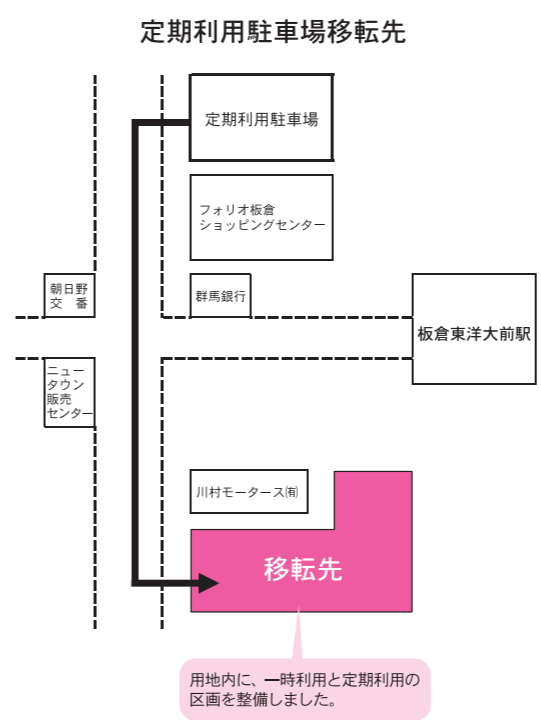 定期利用駐車場移転先
定期利用駐車場
フォリオ板倉
ショッピングセンター
朝日野
交　番
群馬銀行
板倉東洋大前駅
ニュー
タウン
販売
センター
川村モータース㈲
移転先
用地内に、一時利用と定期利用の
区画を整備しました。